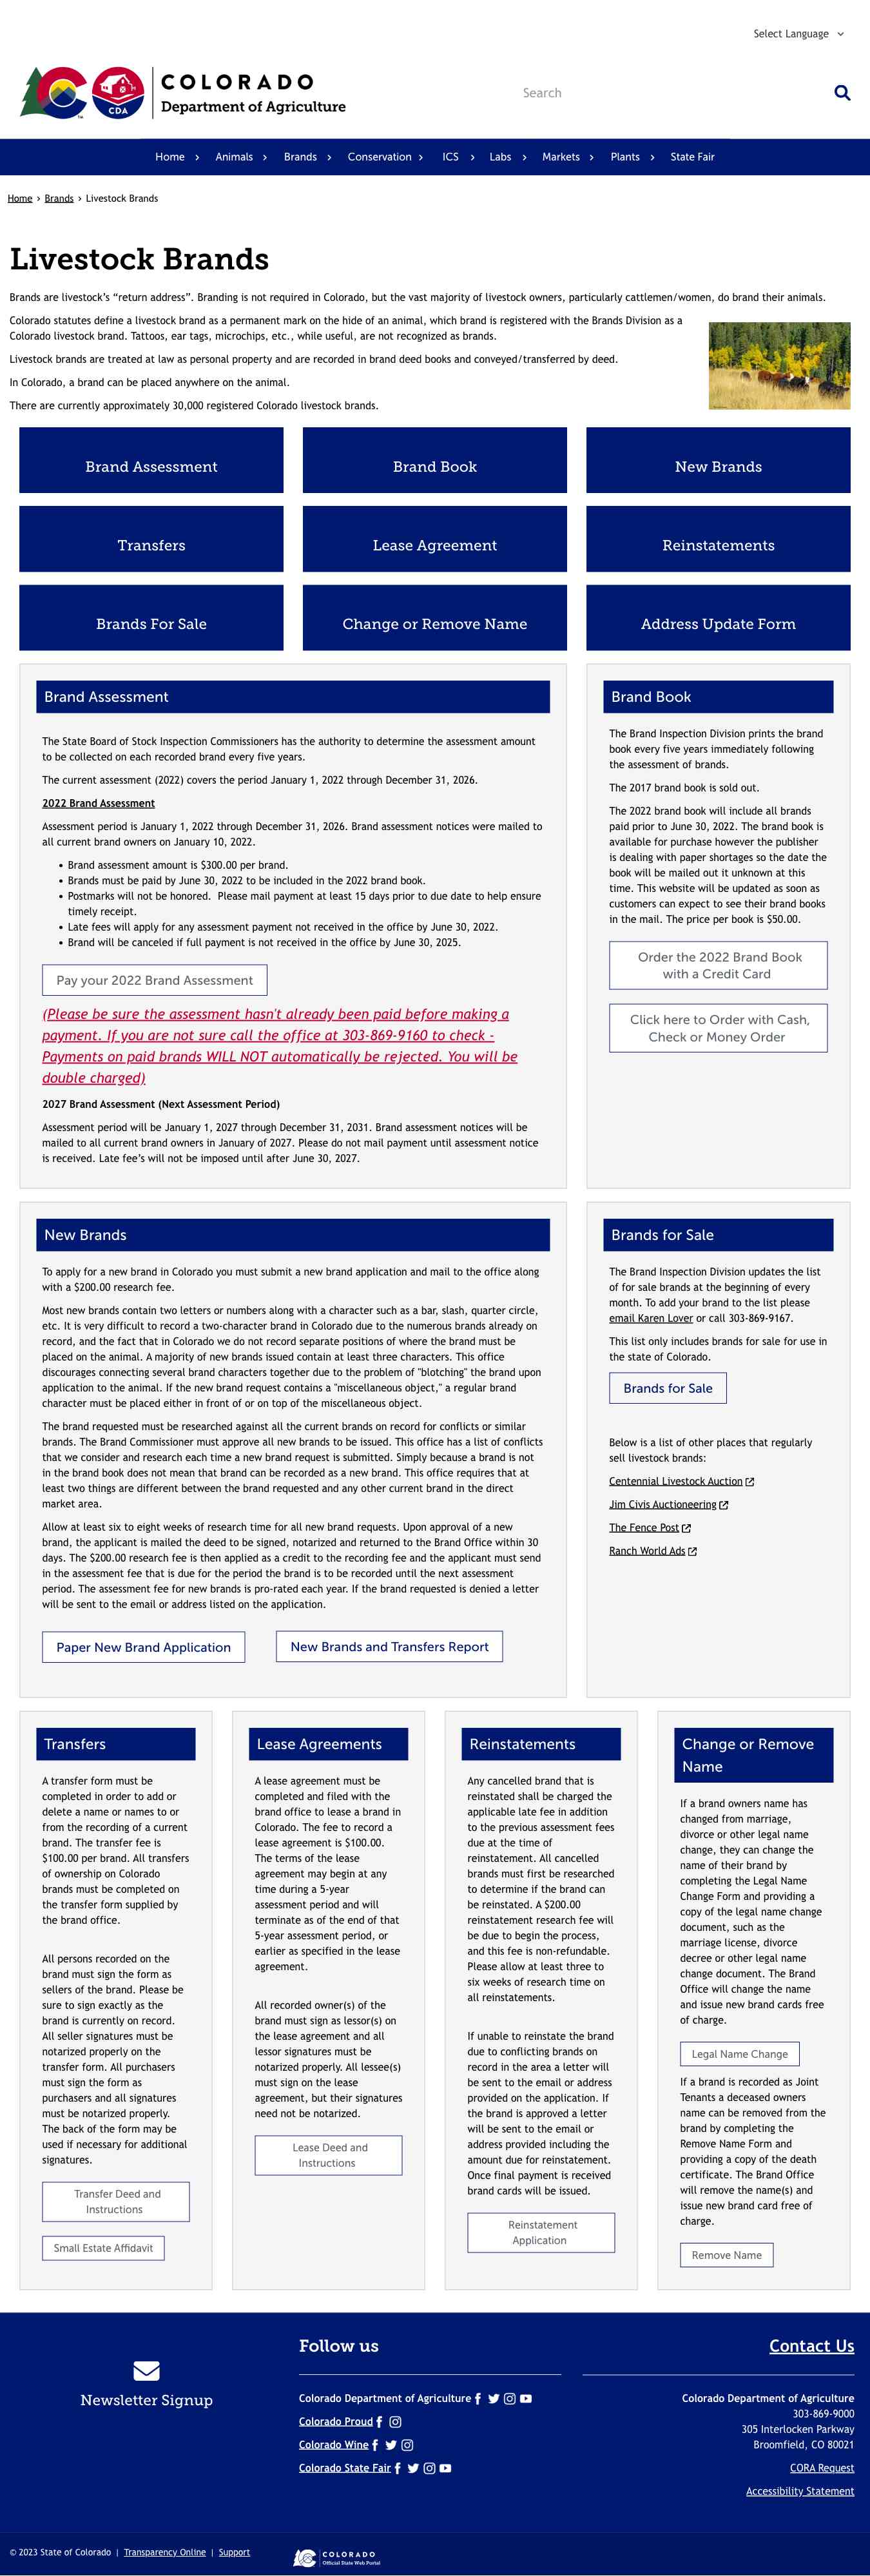 Select Language
COLORADO
Department of Agriculture
CDA
Search
Home Animals Brands Conservation ICS Labs Markets Plants State Fair
Home › Brands › Livestock Brands
Livestock Brands
Brands are livestock’s “return address”. Branding is not required in Colorado, but the vast majority of livestock owners, particularly cattlemen/women, do brand their animals.
Colorado statutes define a livestock brand as a permanent mark on the hide of an animal, which brand is registered with the Brands Division as a
Colorado livestock brand. Tattoos, ear tags, microchips, etc., while useful, are not recognized as brands.
Livestock brands are treated at law as personal property and are recorded in brand deed books and conveyed/transferred by deed.
In Colorado, a brand can be placed anywhere on the animal.
There are currently approximately 30,000 registered Colorado livestock brands.
Brand Assessment
Brand Book
New Brands
Transfers
Lease Agreement
Reinstatements
Brands For Sale
Change or Remove Name
Address Update Form
Brand Assessment
The State Board of Stock Inspection Commissioners has the authority to determine the assessment amount
to be collected on each recorded brand every five years.
The current assessment (2022) covers the period January 1, 2022 through December 31, 2026.
2022 Brand Assessment
Assessment period is January 1, 2022 through December 31, 2026. Brand assessment notices were mailed to
all current brand owners on January 10, 2022.
• Brand assessment amount is $300.00 per brand.
• Brands must be paid by June 30, 2022 to be included in the 2022 brand book.
• Postmarks will not be honored. Please mail payment at least 15 days prior to due date to help ensure
timely receipt.
• Late fees will apply for any assessment payment not received in the office by June 30, 2022.
• Brand will be canceled if full payment is not received in the office by June 30, 2025.
Pay your 2022 Brand Assessment
(Please be sure the assessment hasn't already been paid before making a
payment. If you are not sure call the office at 303-869-9160 to check -
Payments on paid brands WILL NOT automatically be rejected. You will be
double charged)
2027 Brand Assessment (Next Assessment Period)
Assessment period will be January 1, 2027 through December 31, 2031. Brand assessment notices will be
mailed to all current brand owners in January of 2027. Please do not mail payment until assessment notice
is received. Late fee’s will not be imposed until after June 30, 2027.
Brand Book
The Brand Inspection Division prints the brand
book every five years immediately following
the assessment of brands.
The 2017 brand book is sold out.
The 2022 brand book will include all brands
paid prior to June 30, 2022. The brand book is
available for purchase however the publisher
is dealing with paper shortages so the date the
book will be mailed out it unknown at this
time. This website will be updated as soon as
customers can expect to see their brand books
in the mail. The price per book is $50.00.
Order the 2022 Brand Book
with a Credit Card
Click here to Order with Cash,
Check or Money Order
New Brands
To apply for a new brand in Colorado you must submit a new brand application and mail to the office along
with a $200.00 research fee.
Most new brands contain two letters or numbers along with a character such as a bar, slash, quarter circle,
etc. It is very difficult to record a two-character brand in Colorado due to the numerous brands already on
record, and the fact that in Colorado we do not record separate positions of where the brand must be
placed on the animal. A majority of new brands issued contain at least three characters. This office
discourages connecting several brand characters together due to the problem of "blotching" the brand upon
application to the animal. If the new brand request contains a "miscellaneous object," a regular brand
character must be placed either in front of or on top of the miscellaneous object.
The brand requested must be researched against all the current brands on record for conflicts or similar
brands. The Brand Commissioner must approve all new brands to be issued. This office has a list of conflicts
that we consider and research each time a new brand request is submitted. Simply because a brand is not
in the brand book does not mean that brand can be recorded as a new brand. This office requires that at
least two things are different between the brand requested and any other current brand in the direct
market area.
Allow at least six to eight weeks of research time for all new brand requests. Upon approval of a new
brand, the applicant is mailed the deed to be signed, notarized and returned to the Brand Office within 30
days. The $200.00 research fee is then applied as a credit to the recording fee and the applicant must send
in the assessment fee that is due for the period the brand is to be recorded until the next assessment
period. The assessment fee for new brands is pro-rated each year. If the brand requested is denied a letter
will be sent to the email or address listed on the application.
Paper New Brand Application
New Brands and Transfers Report
Brands for Sale
The Brand Inspection Division updates the list
of for sale brands at the beginning of every
month. To add your brand to the list please
email Karen Lover or call 303-869-9167.
This list only includes brands for sale for use in
the state of Colorado.
Brands for Sale
Below is a list of other places that regularly
sell livestock brands:
Centennial Livestock Auction
Jim Civis Auctioneering
The Fence Post
Ranch World Ads
Transfers
A transfer form must be
completed in order to add or
delete a name or names to or
from the recording of a current
brand. The transfer fee is
$100.00 per brand. All transfers
of ownership on Colorado
brands must be completed on
the transfer form supplied by
the brand office.
All persons recorded on the
brand must sign the form as
sellers of the brand. Please be
sure to sign exactly as the
brand is currently on record.
All seller signatures must be
notarized properly on the
transfer form. All purchasers
must sign the form as
purchasers and all signatures
must be notarized properly.
The back of the form may be
used if necessary for additional
signatures.
Transfer Deed and
Instructions
Small Estate Affidavit
Lease Agreements
A lease agreement must be
completed and filed with the
brand office to lease a brand in
Colorado. The fee to record a
lease agreement is $100.00.
The terms of the lease
agreement may begin at any
time during a 5-year
assessment period and will
terminate as of the end of that
5-year assessment period, or
earlier as specified in the lease
agreement.
All recorded owner(s) of the
brand must sign as lessor(s) on
the lease agreement and all
lessor signatures must be
notarized properly. All lessee(s)
must sign on the lease
agreement, but their signatures
need not be notarized.
Lease Deed and
Instructions
Reinstatements
Any cancelled brand that is
reinstated shall be charged the
applicable late fee in addition
to the previous assessment fees
due at the time of
reinstatement. All cancelled
brands must first be researched
to determine if the brand can
be reinstated. A $200.00
reinstatement research fee will
be due to begin the process,
and this fee is non-refundable.
Please allow at least three to
six weeks of research time on
all reinstatements.
If unable to reinstate the brand
due to conflicting brands on
record in the area a letter will
be sent to the email or address
provided on the application. If
the brand is approved a letter
will be sent to the email or
address provided including the
amount due for reinstatement.
Once final payment is received
brand cards will be issued.
Reinstatement
Application
Change or Remove
Name
If a brand owners name has
changed from marriage,
divorce or other legal name
change, they can change the
name of their brand by
completing the Legal Name
Change Form and providing a
copy of the legal name change
document, such as the
marriage license, divorce
decree or other legal name
change document. The Brand
Office will change the name
and issue new brand cards free
of charge.
Legal Name Change
If a brand is recorded as Joint
Tenants a deceased owners
name can be removed from the
brand by completing the
Remove Name Form and
providing a copy of the death
certificate. The Brand Office
will remove the name(s) and
issue new brand card free of
charge.
Remove Name
Newsletter Signup
Follow us
Colorado Department of Agriculture
Colorado Proud
Colorado Wine
Colorado State Fair
Contact Us
Colorado Department of Agriculture
303-869-9000
305 Interlocken Parkway
Broomfield, CO 80021
CORA Request
Accessibility Statement
© 2023 State of Colorado | Transparency Online | Support
COLORADO
Official State Web Portal